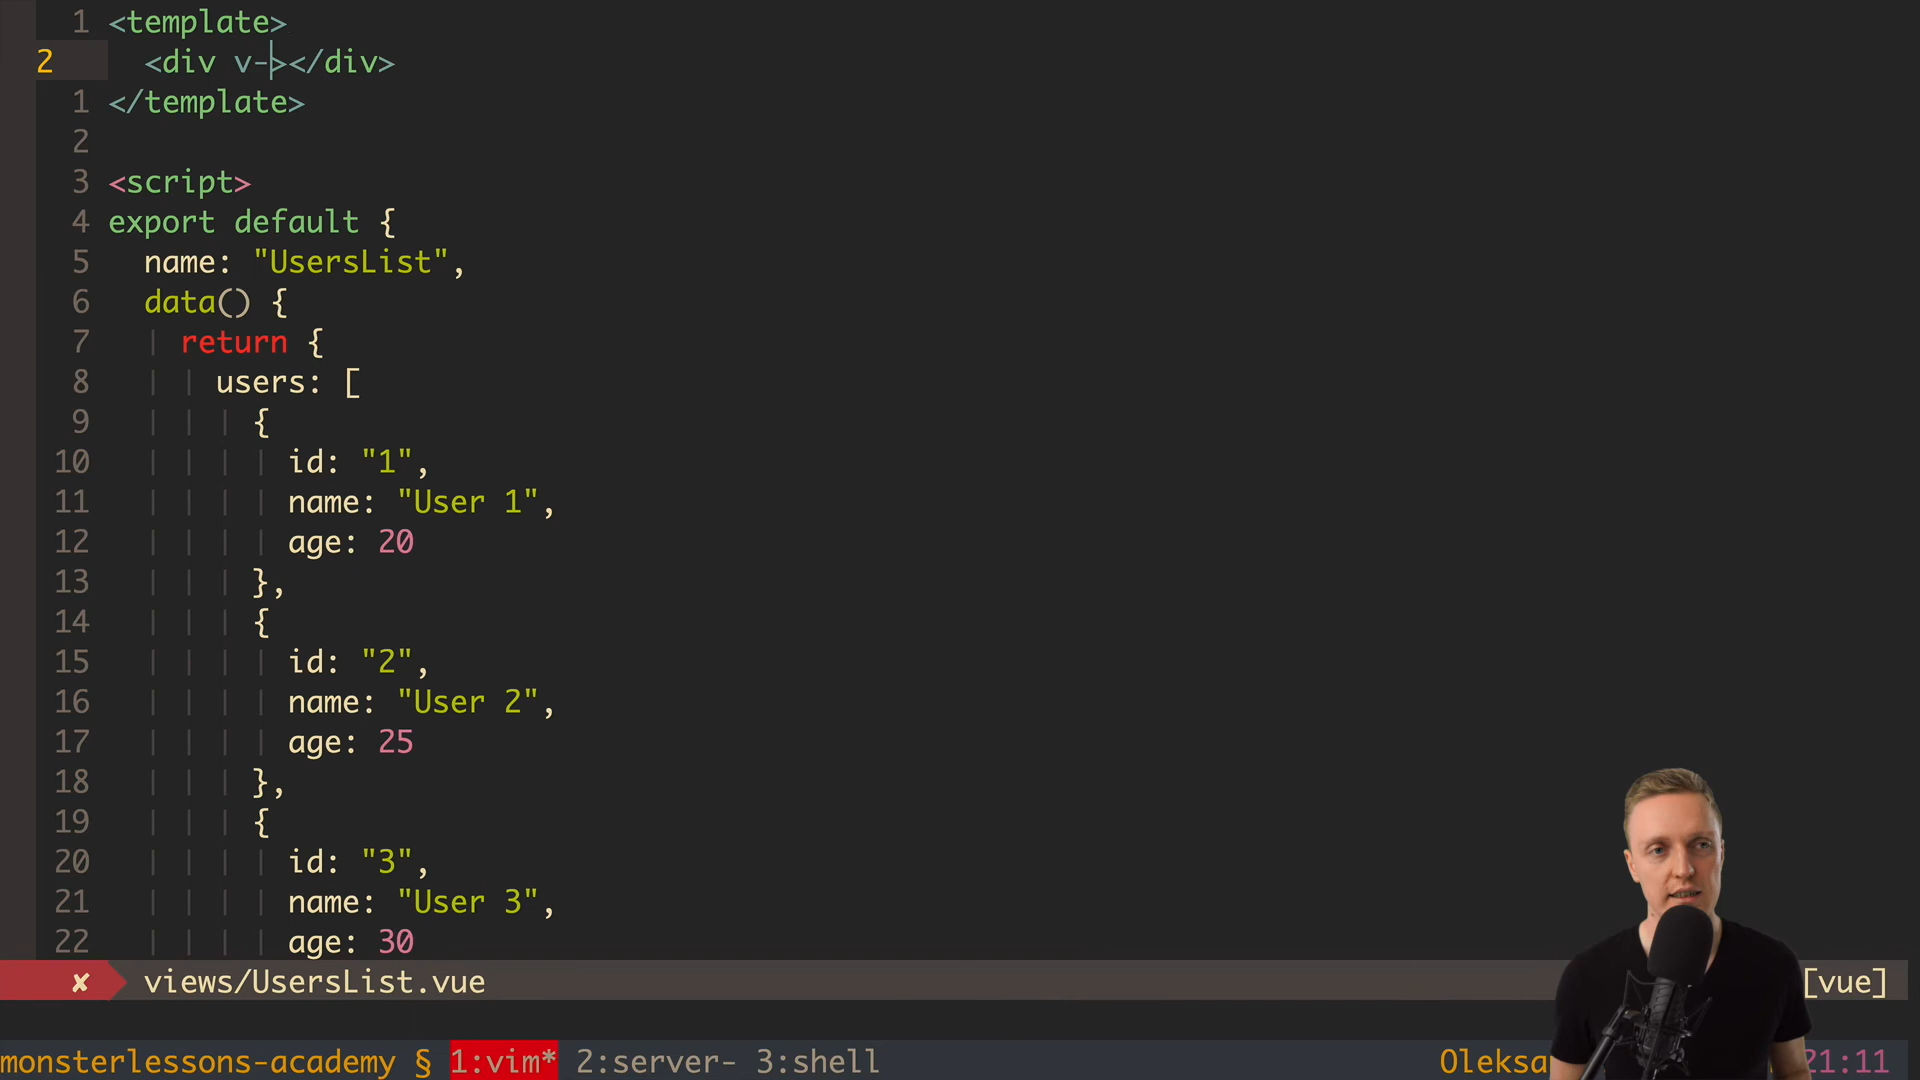 1 <template>
2 <div v-></div>
1 </template>
2
3 <script>
4 export default {
5 name: "UsersList",
6 data() {
7 return {
8 users: [
9 {
10 id: "1",
11 name: "User 1",
12 age: 20
13 },
14 {
15 id: "2",
16 name: "User 2",
17 age: 25
18 },
19 {
20 id: "3",
21 name: "User 3",
22 age: 30
✘ views/UsersList.vue [vue]
monsterlessons-academy § 1:vim* 2:server- 3:shell Oleksa 21:11